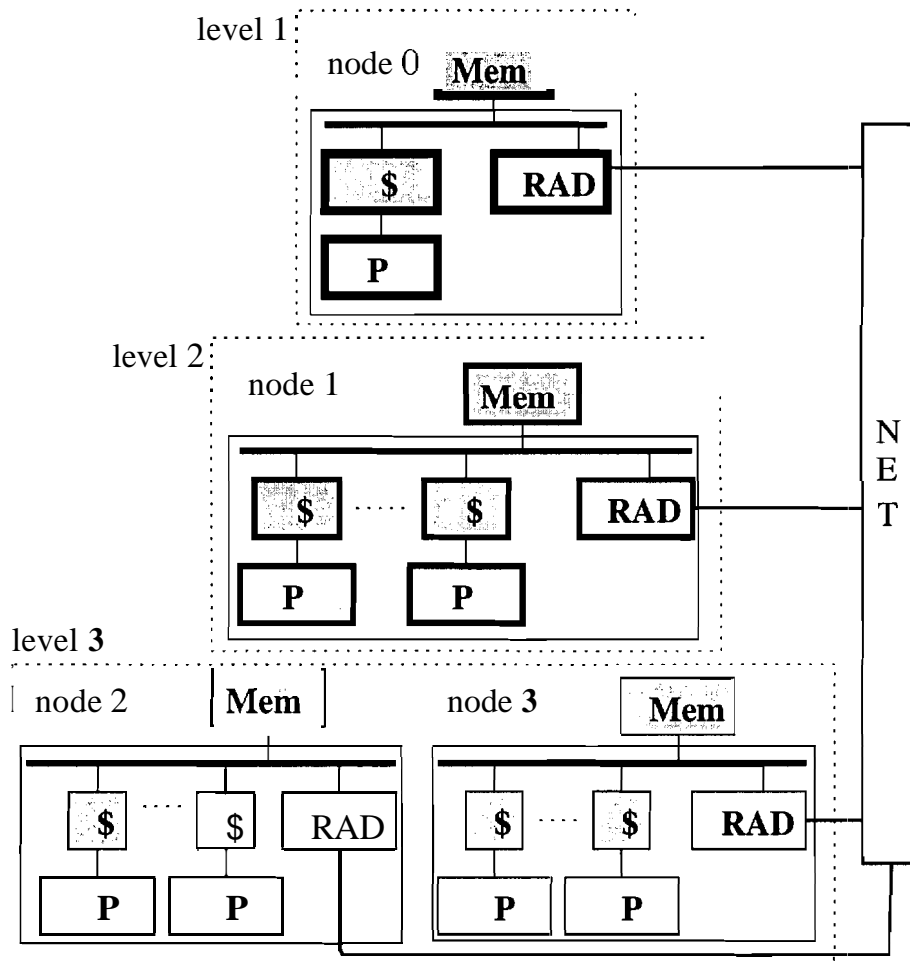 level 1
node 0
Mem
$
RAD
P
level 2
node 1
Mem
$ ..... $
RAD
P
P
NET
level 3
node 2
Mem
node 3
Mem
$ .... $
RAD
$ .... $
RAD
P
P
P
P